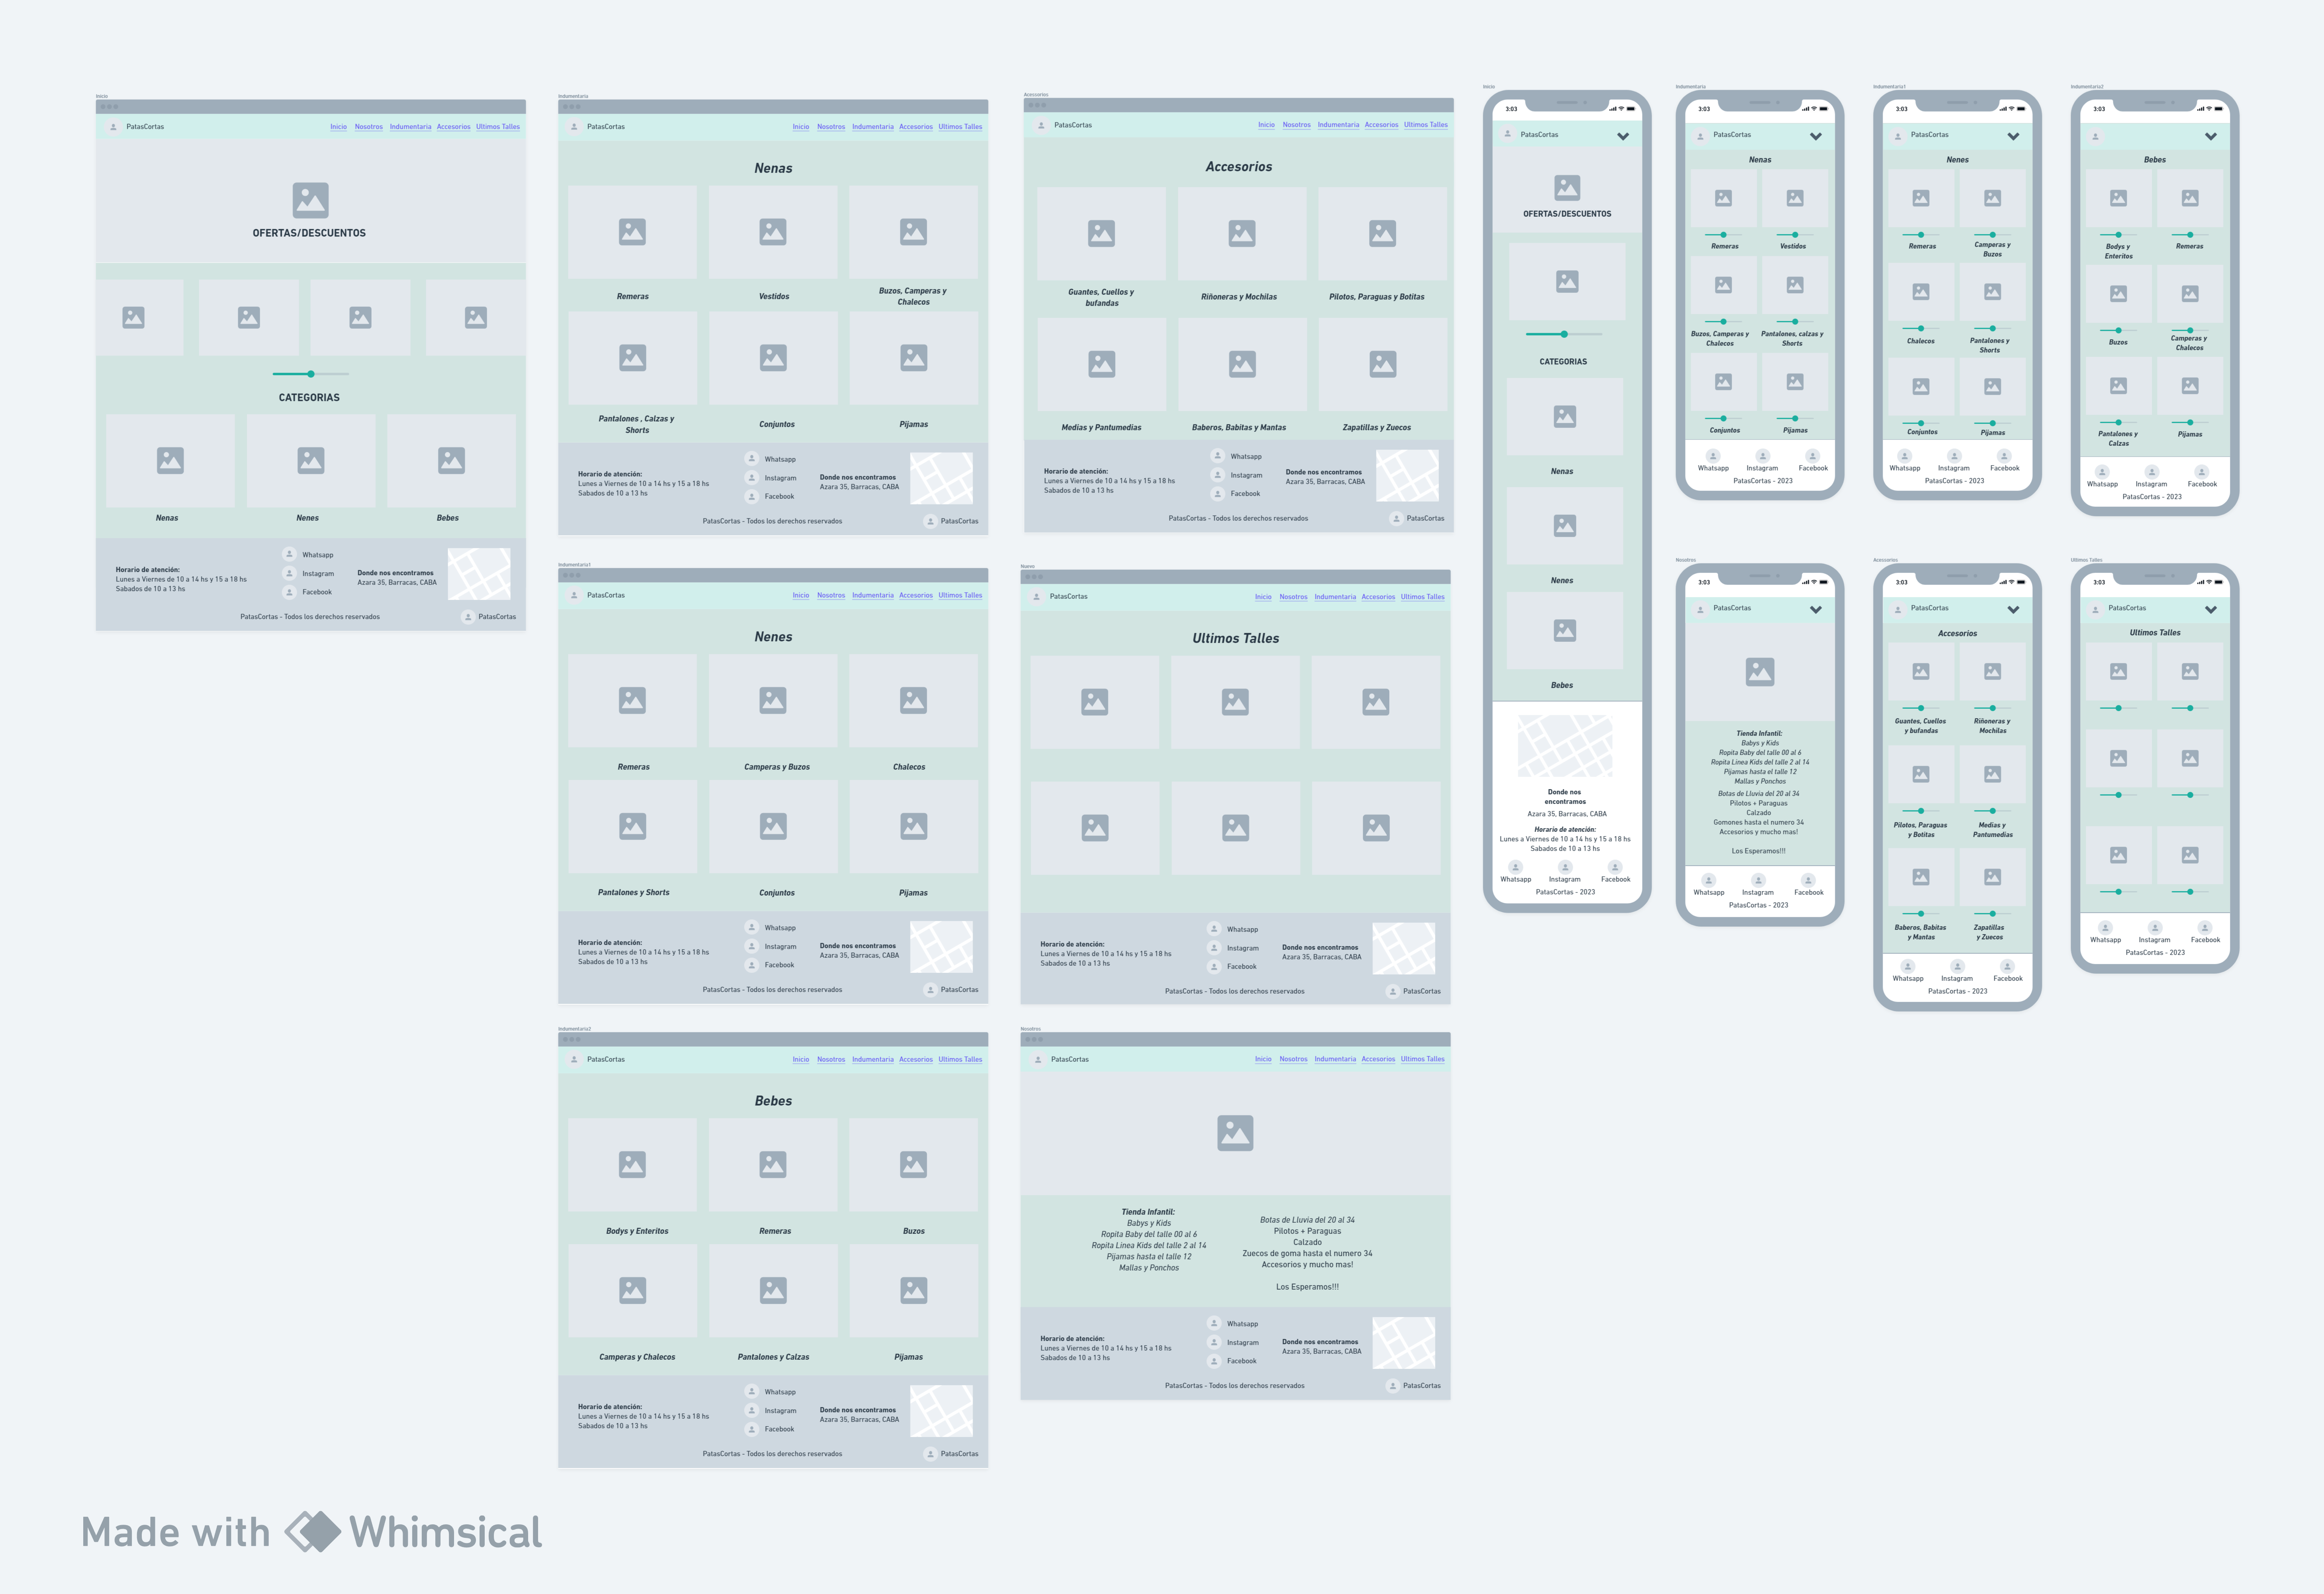 Inicio
PatasCortas
Inicio Nosotros Indumentaria Accesorios Ultimos Talles
OFERTAS/DESCUENTOS
CATEGORIAS
Nenas
Nenes
Bebes
Horario de atención:
Lunes a Viernes de 10 a 14 hs y 15 a 18 hs
Sabados de 10 a 13 hs
Whatsapp
Instagram
Facebook
Donde nos encontramos
Azara 35, Barracas, CABA
PatasCortas - Todos los derechos reservados
PatasCortas
Indumentaria
PatasCortas
Inicio Nosotros Indumentaria Accesorios Ultimos Talles
Nenas
Remeras
Vestidos
Buzos, Camperas y
Chalecos
Pantalones , Calzas y
Shorts
Conjuntos
Pijamas
Horario de atención:
Lunes a Viernes de 10 a 14 hs y 15 a 18 hs
Sabados de 10 a 13 hs
Whatsapp
Instagram
Facebook
Donde nos encontramos
Azara 35, Barracas, CABA
PatasCortas - Todos los derechos reservados
PatasCortas
Indumentaria1
PatasCortas
Inicio Nosotros Indumentaria Accesorios Ultimos Talles
Nenes
Remeras
Camperas y Buzos
Chalecos
Pantalones y Shorts
Conjuntos
Pijamas
Horario de atención:
Lunes a Viernes de 10 a 14 hs y 15 a 18 hs
Sabados de 10 a 13 hs
Whatsapp
Instagram
Facebook
Donde nos encontramos
Azara 35, Barracas, CABA
PatasCortas - Todos los derechos reservados
PatasCortas
Indumentaria2
PatasCortas
Inicio Nosotros Indumentaria Accesorios Ultimos Talles
Bebes
Bodys y Enteritos
Remeras
Buzos
Camperas y Chalecos
Pantalones y Calzas
Pijamas
Horario de atención:
Lunes a Viernes de 10 a 14 hs y 15 a 18 hs
Sabados de 10 a 13 hs
Whatsapp
Instagram
Facebook
Donde nos encontramos
Azara 35, Barracas, CABA
PatasCortas - Todos los derechos reservados
PatasCortas
Acesorios
PatasCortas
Inicio Nosotros Indumentaria Accesorios Ultimos Talles
Accesorios
Guantes, Cuellos y
bufandas
Riñoneras y Mochilas
Pilotos, Paraguas y Botitas
Medias y Pantumedias
Baberos, Babitas y Mantas
Zapatillas y Zuecos
Horario de atención:
Lunes a Viernes de 10 a 14 hs y 15 a 18 hs
Sabados de 10 a 13 hs
Whatsapp
Instagram
Facebook
Donde nos encontramos
Azara 35, Barracas, CABA
PatasCortas - Todos los derechos reservados
PatasCortas
Name
PatasCortas
Inicio Nosotros Indumentaria Accesorios Ultimos Talles
Ultimos Talles
Horario de atención:
Lunes a Viernes de 10 a 14 hs y 15 a 18 hs
Sabados de 10 a 13 hs
Whatsapp
Instagram
Facebook
Donde nos encontramos
Azara 35, Barracas, CABA
PatasCortas - Todos los derechos reservados
PatasCortas
Nosotros
PatasCortas
Inicio Nosotros Indumentaria Accesorios Ultimos Talles
Tienda Infantil:
Babys y Kids
Ropita Baby del talle 00 al 6
Ropita Linea Kids del talle 2 al 14
Pijamas hasta el talle 12
Mallas y Ponchos
Botas de Lluvia del 20 al 34
Pilotos + Paraguas
Calzado
Zuecos de goma hasta el numero 34
Accesorios y mucho mas!
Los Esperamos!!!
Horario de atención:
Lunes a Viernes de 10 a 14 hs y 15 a 18 hs
Sabados de 10 a 13 hs
Whatsapp
Instagram
Facebook
Donde nos encontramos
Azara 35, Barracas, CABA
PatasCortas - Todos los derechos reservados
PatasCortas
Inicio
3:03
PatasCortas
OFERTAS/DESCUENTOS
CATEGORIAS
Nenas
Nenes
Bebes
Donde nos
encontramos
Azara 35, Barracas, CABA
Horario de atención:
Lunes a Viernes de 10 a 14 hs y 15 a 18 hs
Sabados de 10 a 13 hs
Whatsapp Instagram Facebook
PatasCortas - 2023
Indumentaria
3:03
PatasCortas
Nenas
Remeras
Vestidos
Buzos, Camperas y
Chalecos
Pantalones, calzas y
Shorts
Conjuntos
Pijamas
Whatsapp Instagram Facebook
PatasCortas - 2023
Indumentaria1
3:03
PatasCortas
Nenes
Remeras
Camperas y
Buzos
Chalecos
Pantalones y
Shorts
Conjuntos
Pijamas
Whatsapp Instagram Facebook
PatasCortas - 2023
Indumentaria2
3:03
Bebes
Bodys y
Enteritos
Remeras
Buzos
Camperas y
Chalecos
Pantalones y
Calzas
Pijamas
Whatsapp Instagram Facebook
PatasCortas - 2023
Nosotros
3:03
PatasCortas
Tienda Infantil:
Babys y Kids
Ropita Baby del talle 00 al 6
Ropita Linea Kids del talle 2 al 14
Pijamas hasta el talle 12
Mallas y Ponchos
Botas de Lluvia del 20 al 34
Pilotos + Paraguas
Calzado
Gomones hasta el numero 34
Accesorios y mucho mas!
Los Esperamos!!!
Whatsapp Instagram Facebook
PatasCortas - 2023
Acesorios
3:03
PatasCortas
Accesorios
Guantes, Cuellos
y bufandas
Riñoneras y
Mochilas
Pilotos, Paraguas
y Botitas
Medias y
Pantumedias
Baberos, Babitas
y Mantas
Zapatillas
y Zuecos
Whatsapp Instagram Facebook
PatasCortas - 2023
Ultimos Talles
3:03
PatasCortas
Ultimos Talles
Whatsapp Instagram Facebook
PatasCortas - 2023
Made with Whimsical